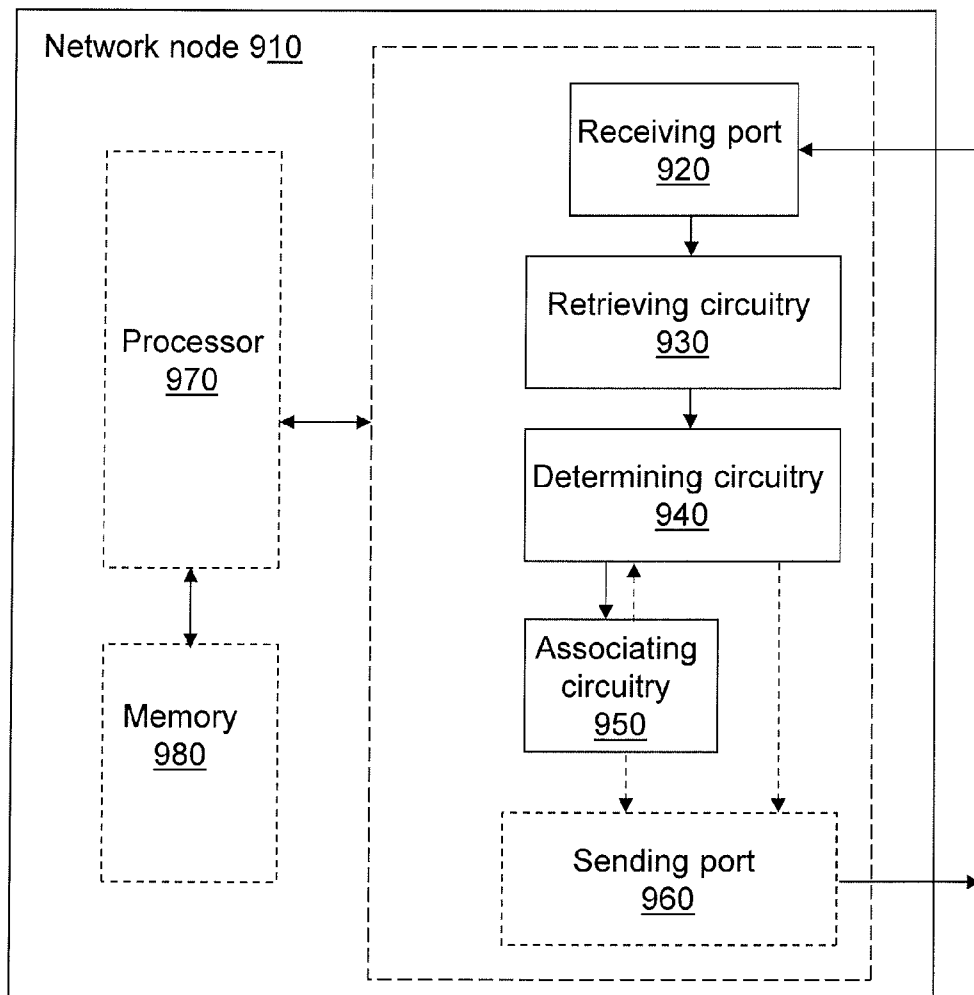 Network node 910
Receiving port
920
Retrieving circuitry
930
Processor
970
Determining circuitry
940
Associating
circuitry
950
Memory
980
Sending port
960